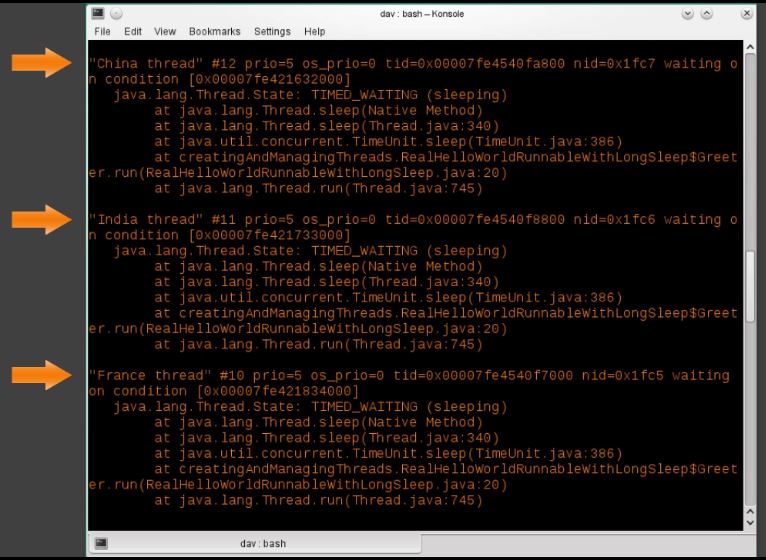 dav : bash – Konsole
File Edit View Bookmarks Settings Help
"China thread" #12 prio=5 os_prio=0 tid=0x00007fe4540fa800 nid=0x1fc7 waiting o
n condition [0x00007fe421632000]
java.lang.Thread.State: TIMED_WAITING (sleeping)
at java.lang.Thread.sleep(Native Method)
at java.lang.Thread.sleep(Thread.java:340)
at java.util.concurrent.TimeUnit.sleep(TimeUnit.java:386)
at creatingAndManagingThreads.RealHelloWorldRunnableWithLongSleep$Greet
er.run(RealHelloWorldRunnableWithLongSleep.java:20)
at java.lang.Thread.run(Thread.java:745)
"India thread" #11 prio=5 os_prio=0 tid=0x00007fe4540f8800 nid=0x1fc6 waiting o
n condition [0x00007fe421733000]
java.lang.Thread.State: TIMED_WAITING (sleeping)
at java.lang.Thread.sleep(Native Method)
at java.lang.Thread.sleep(Thread.java:340)
at java.util.concurrent.TimeUnit.sleep(TimeUnit.java:386)
at creatingAndManagingThreads.RealHelloWorldRunnableWithLongSleep$Greet
er.run(RealHelloWorldRunnableWithLongSleep.java:20)
at java.lang.Thread.run(Thread.java:745)
"France thread" #10 prio=5 os_prio=0 tid=0x00007fe4540f7000 nid=0x1fc5 waiting
on condition [0x00007fe421834000]
java.lang.Thread.State: TIMED_WAITING (sleeping)
at java.lang.Thread.sleep(Native Method)
at java.lang.Thread.sleep(Thread.java:340)
at java.util.concurrent.TimeUnit.sleep(TimeUnit.java:386)
at creatingAndManagingThreads.RealHelloWorldRunnableWithLongSleep$Greet
er.run(RealHelloWorldRunnableWithLongSleep.java:20)
at java.lang.Thread.run(Thread.java:745)
dav : bash